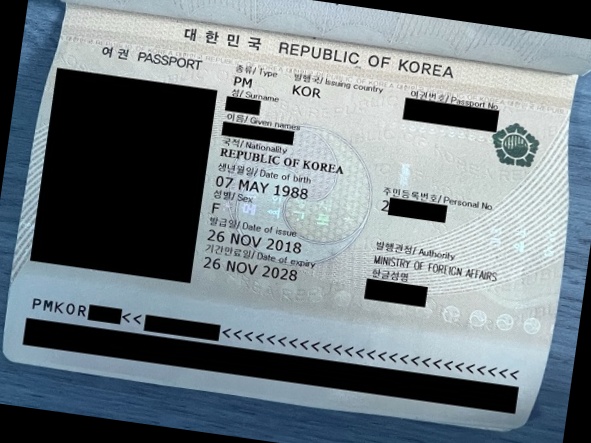 대한민국 REPUBLIC OF KOREA
여권 PASSPORT
종류/ Type 발행국/ Issuing country 여권번호/ Passport No
PM KOR
성/ Surname
이름/ Given names
국적/ Nationality
REPUBLIC OF KOREA
생년월일/ Date of birth 주민등록번호/ Personal No
07 MAY 1988 2
성별/ Sex
F
발급일/ Date of issue 발행관청/ Authority
26 NOV 2018 MINISTRY OF FOREIGN AFFAIRS
기간만료일/ Date of expiry 한글성명
26 NOV 2028
PMKOR <<  <<<<<<<<<<<<<<<<<<<<<<<<<<<<